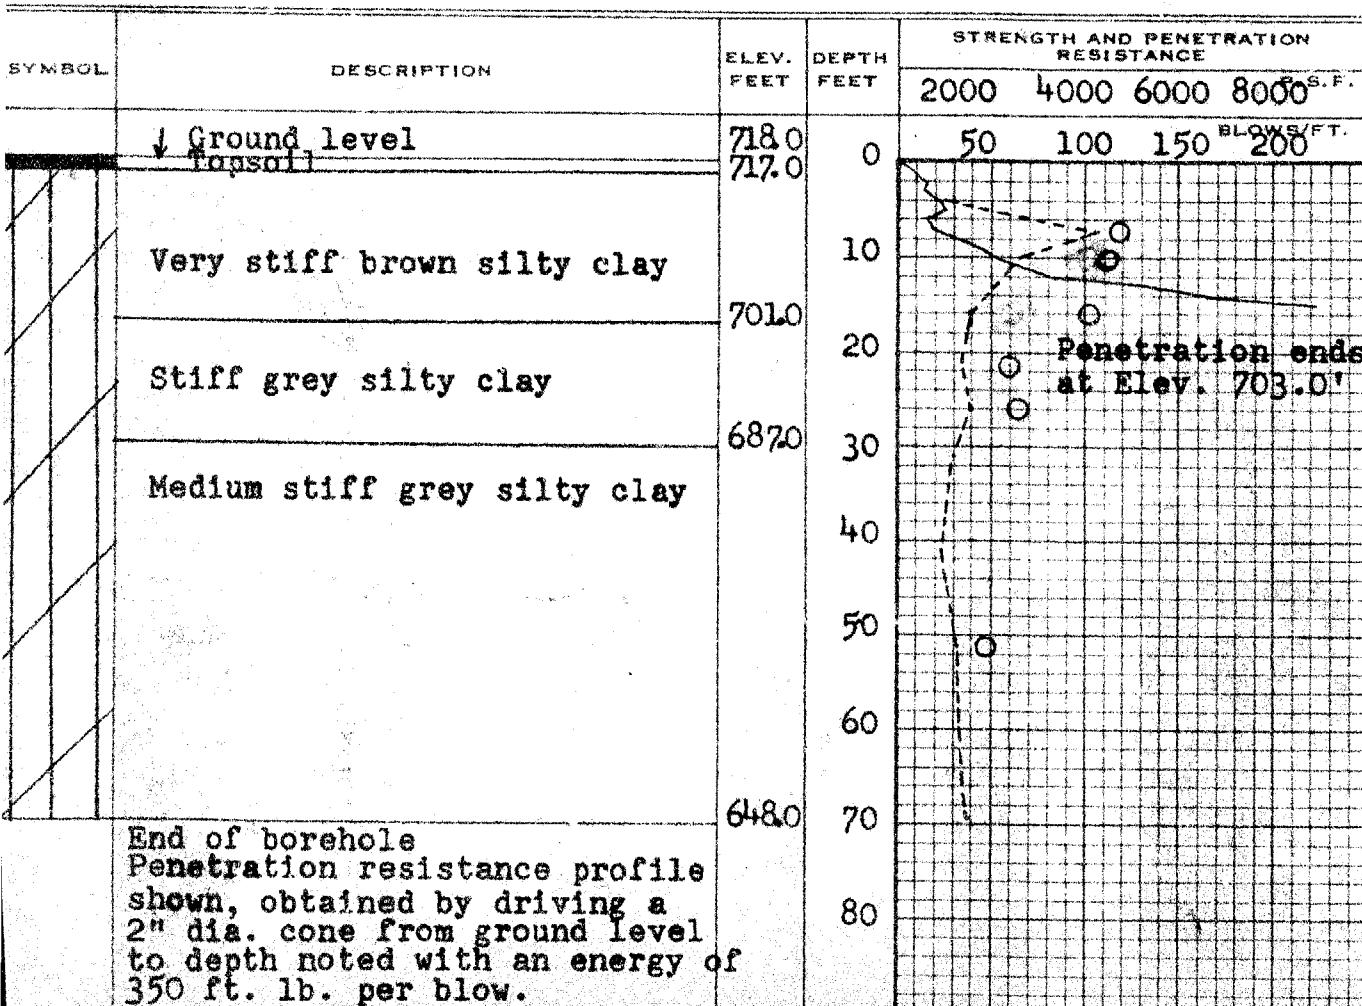 SYMBOL DESCRIPTION ELEV. FEET DEPTH FEET STRENGTH AND PENETRATION RESISTANCE
2000 4000 6000 8000 P.S.F.
BLOWS/FT.
50 100 150 200
↓ Ground level 718.0 0
Topsoil 717.0
Very stiff brown silty clay 10
701.0
20 Penetration ends
at Elev. 703.0'
Stiff grey silty clay
687.0 30
Medium stiff grey silty clay
40
50
60
648.0 70
End of borehole
Penetration resistance profile
shown, obtained by driving a
2" dia. cone from ground level
to depth noted with an energy of
350 ft. lb. per blow.
80